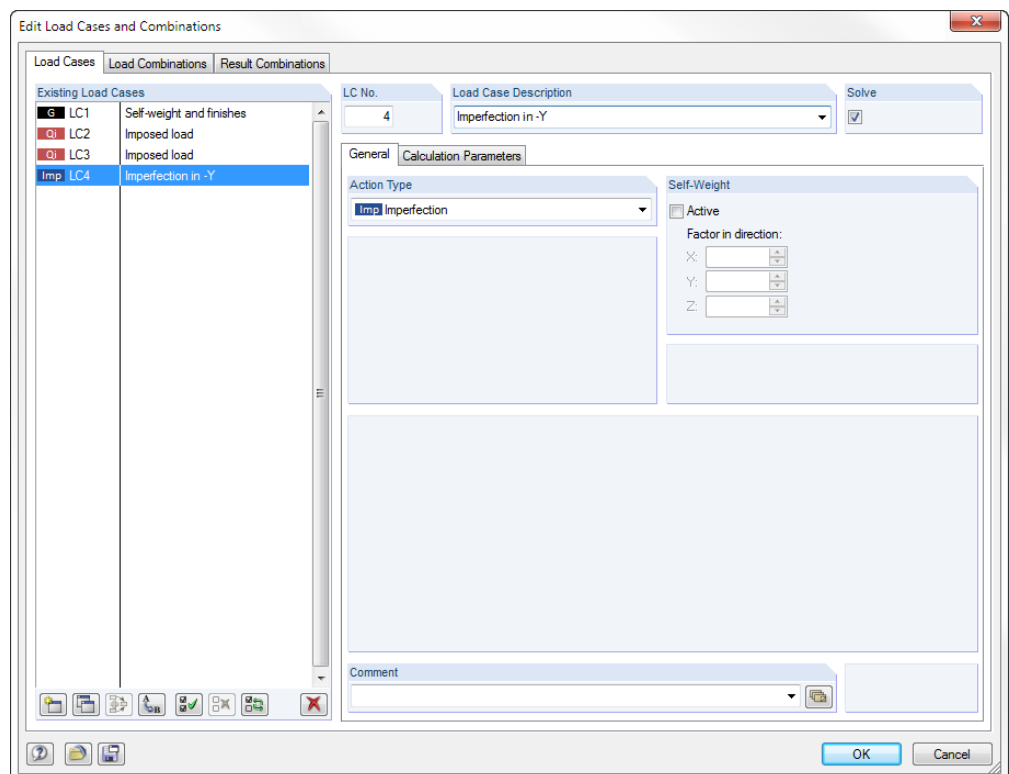 Edit Load Cases and Combinations
Load Cases Load Combinations Result Combinations
Existing Load Cases
G LC1 Self-weight and finishes
Qi LC2 Imposed load
Qi LC3 Imposed load
Imp LC4 Imperfection in -Y
LC No.
4
Load Case Description
Imperfection in -Y
Solve
General Calculation Parameters
Action Type
Imp Imperfection
Self-Weight
Active
Factor in direction:
X:
Y:
Z:
Comment
OK Cancel